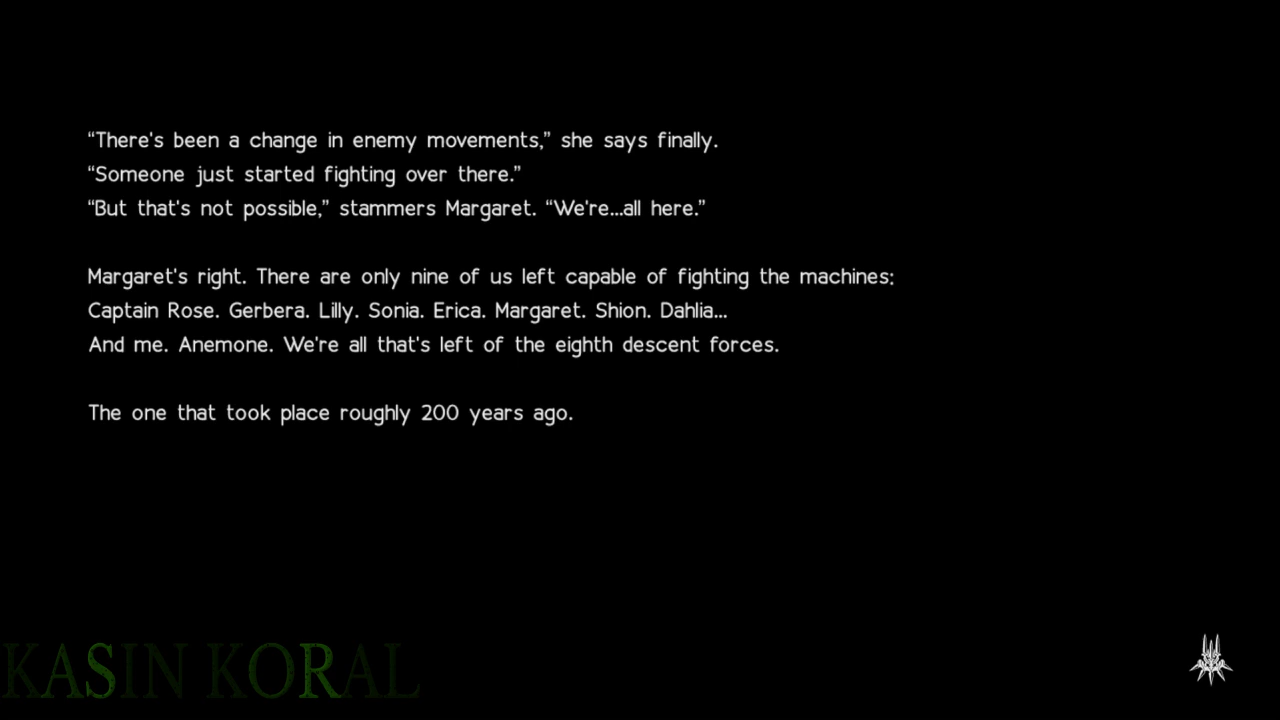 “There's been a change in enemy movements,” she says finally.
“Someone just started fighting over there.”
“But that's not possible,” stammers Margaret. “We're...all here.”
Margaret's right. There are only nine of us left capable of fighting the machines:
Captain Rose. Gerbera. Lilly. Sonia. Erica. Margaret. Shion. Dahlia...
And me. Anemone. We're all that's left of the eighth descent forces.
The one that took place roughly 200 years ago.
KASIN KORAL